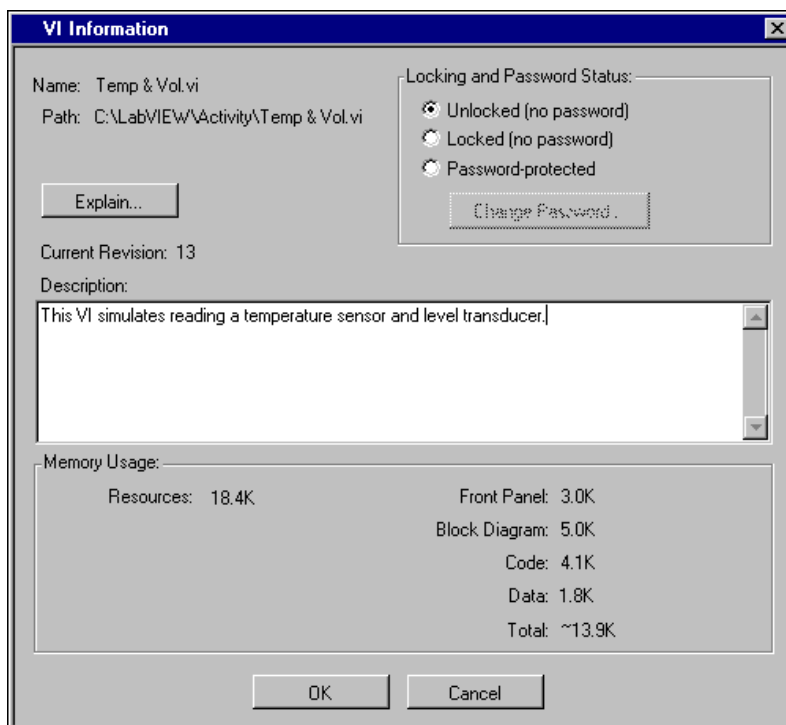 VI Information
Name: Temp & Vol.vi
Path: C:\LabVIEW\Activity\Temp & Vol.vi
Explain...
Current Revision: 13
Locking and Password Status:
Unlocked (no password)
Locked (no password)
Password-protected
Change Password..
Description:
This VI simulates reading a temperature sensor and level transducer.
Memory Usage:
Resources: 18.4K
Front Panel: 3.0K
Block Diagram: 5.0K
Code: 4.1K
Data: 1.8K
Total: ~13.9K
OK Cancel